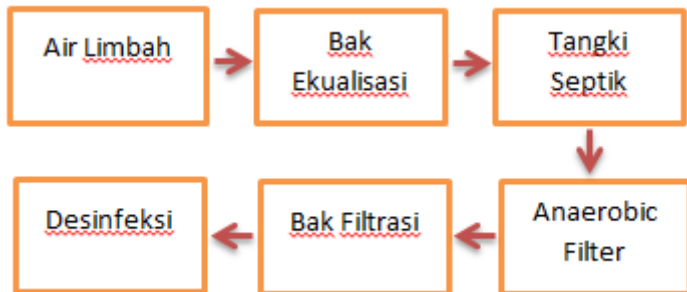 Air Limbah
Bak
Ekualisasi
Tangki
Septik
Anaerobic
Filter
Bak Filtrasi
Desinfeksi